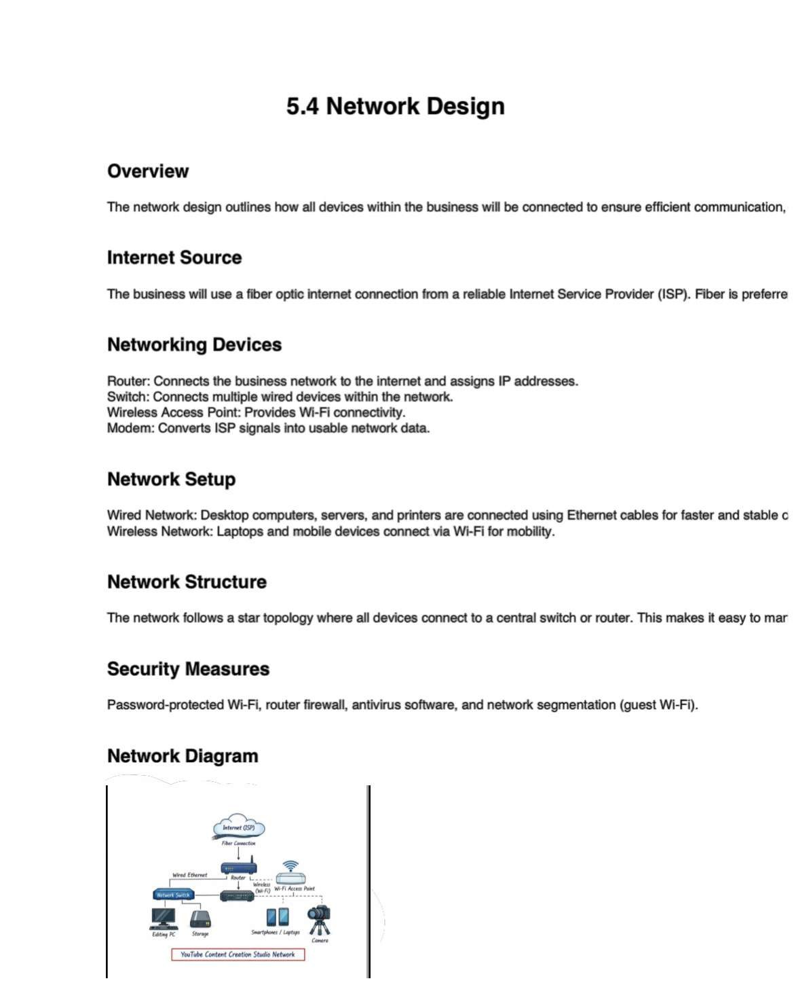 5.4 Network Design
Overview
The network design outlines how all devices within the business will be connected to ensure efficient communication,
Internet Source
The business will use a fiber optic internet connection from a reliable Internet Service Provider (ISP). Fiber is preferre
Networking Devices
Router: Connects the business network to the internet and assigns IP addresses.
Switch: Connects multiple wired devices within the network.
Wireless Access Point: Provides Wi-Fi connectivity.
Modem: Converts ISP signals into usable network data.
Network Setup
Wired Network: Desktop computers, servers, and printers are connected using Ethernet cables for faster and stable c
Wireless Network: Laptops and mobile devices connect via Wi-Fi for mobility.
Network Structure
The network follows a star topology where all devices connect to a central switch or router. This makes it easy to mar
Security Measures
Password-protected Wi-Fi, router firewall, antivirus software, and network segmentation (guest Wi-Fi).
Network Diagram
Internet (ISP)
Fiber Connection
Wired Ethernet
Router
Wireless
(Wi-Fi)
Wi-Fi Access Point
Network Switch
Editing PC
Storage
Smartphones / Laptops
Camera
YouTube Content Creation Studio Network